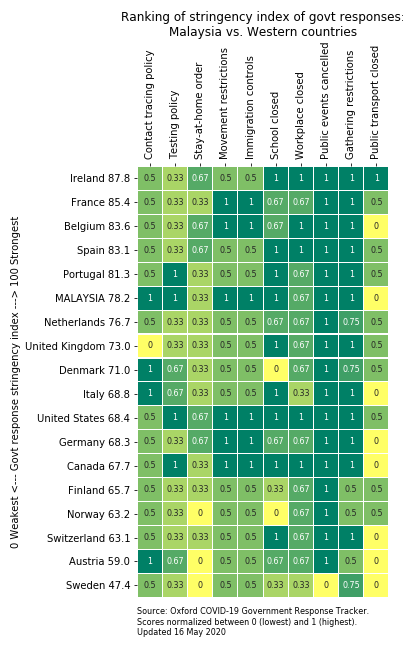 Ranking of stringency index of govt responses:
Malaysia vs. Western countries
Contact tracing policy
Testing policy
Stay-at-home order
Movement restrictions
Immigration controls
School closed
Workplace closed
Public events cancelled
Gathering restrictions
Public transport closed
0 Weakest <--- Govt response stringency index ---> 100 Strongest
Ireland 87.8 0.5 0.33 0.67 0.5 0.5 1 1 1 1 1
France 85.4 0.5 0.33 0.33 1 1 0.67 0.67 1 1 0.5
Belgium 83.6 0.5 0.33 0.67 1 1 0.67 1 1 1 0
Spain 83.1 0.5 0.33 0.67 0.5 0.5 1 1 1 1 0.5
Portugal 81.3 0.5 1 0.33 0.5 0.5 1 0.67 1 1 0.5
MALAYSIA 78.2 1 1 0.33 1 1 1 0.67 1 1 0
Netherlands 76.7 0.5 0.33 0.33 0.5 0.5 0.67 0.67 1 0.75 0.5
United Kingdom 73.0 0 0.33 0.33 0.5 0.5 1 0.67 1 1 0.5
Denmark 71.0 1 0.67 0.33 0.5 0.5 0 0.67 1 0.75 0.5
Italy 68.8 1 0.67 0.33 0.5 0.5 1 0.33 1 1 0
United States 68.4 0.5 1 0.67 1 1 1 1 1 1 0.5
Germany 68.3 0.5 0.33 0.67 1 1 0.67 0.67 1 1 0
Canada 67.7 0.5 1 0.33 1 1 1 1 1 1 0
Finland 65.7 0.5 0.33 0.33 0.5 0.5 0.33 0.67 1 0.5 0.5
Norway 63.2 0.5 0.33 0 0.5 0.5 0 0.67 1 0.5 0.5
Switzerland 63.1 0.5 0.33 0.33 0.5 0.5 1 0.67 1 1 0
Austria 59.0 1 0.67 0 0.5 0.5 0.67 0.67 1 0.5 0
Sweden 47.4 0.5 0.33 0 0.5 0.5 0.33 0.33 0 0.75 0
Source: Oxford COVID-19 Government Response Tracker.
Scores normalized between 0 (lowest) and 1 (highest).
Updated 16 May 2020